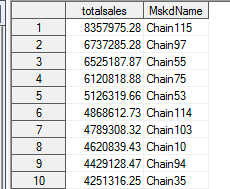 totalsales MskdName
1 8357975.28 Chain115
2 6737285.28 Chain97
3 6525187.87 Chain55
4 6120818.88 Chain75
5 5126319.66 Chain53
6 4868612.73 Chain114
7 4789308.32 Chain103
8 4620839.43 Chain10
9 4429128.47 Chain94
10 4251316.25 Chain35